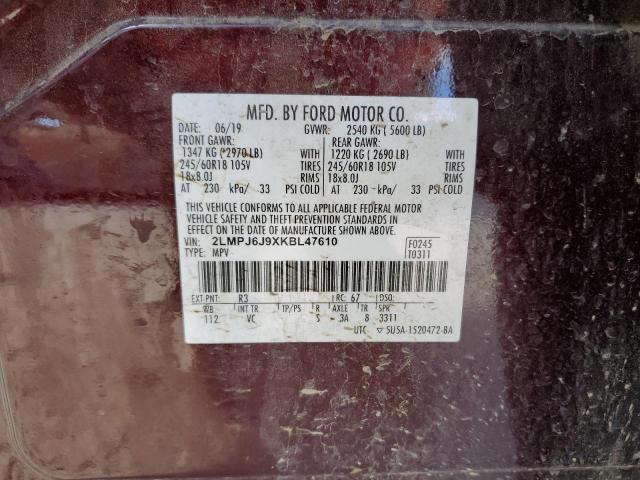 MFD. BY FORD MOTOR CO.
DATE: 06/19 GVWR: 2540 KG ( 5600 LB)
FRONT GAWR: REAR GAWR:
1347 KG ( 2970 LB) WITH 1220 KG ( 2690 LB) WITH
245/60R18 105V TIRES 245/60R18 105V TIRES
18x8.0J RIMS 18x8.0J RIMS
AT 230 kPa/ 33 PSI COLD AT 230 kPa/ 33 PSI COLD
THIS VEHICLE CONFORMS TO ALL APPLICABLE FEDERAL MOTOR
VEHICLE SAFETY AND THEFT PREVENTION STANDARDS IN
EFFECT ON THE DATE OF MANUFACTURE SHOWN ABOVE.
VIN: 2LMPJ6J9XKBL47610 F0245
TYPE: MPV T0311
EXT PNT: R3 RC: 67 DSO:
WB INT TR TP/PS R AXLE TR SPR
112 VC S 3A 8 3311
UTC ▽ 5U5A-1520472-BA